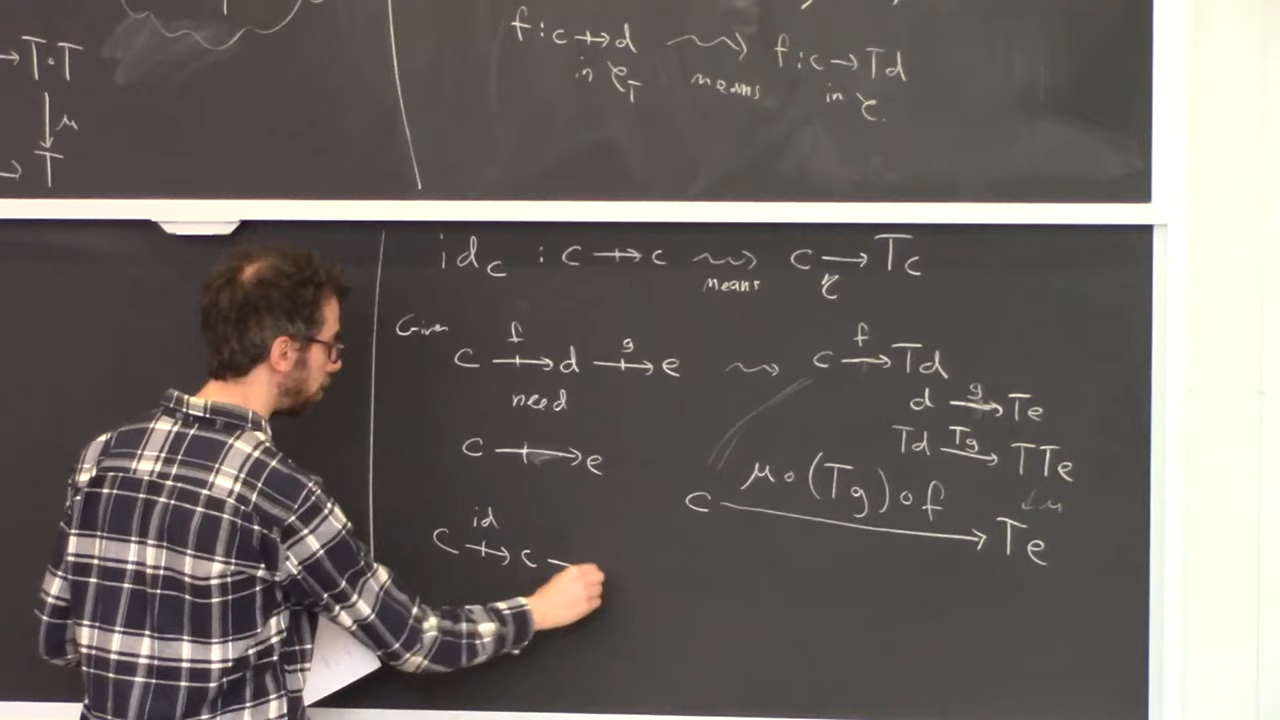 → T∘T
↓ μ
→ T
f : c ⇸ d ⇝ f : c → Td
in 𝒞_T means in 𝒞.
id_c : c ⇸ c ⇝ c → Tc
means η
Given
c ⇸ d ⇸ e ⇝ c → Td
f g f
d → Te
g
need
Td → TTe
Tg
c ⇸ e
↓ μ
μ∘(Tg)∘f
c → Te
id
c ⇸ c —